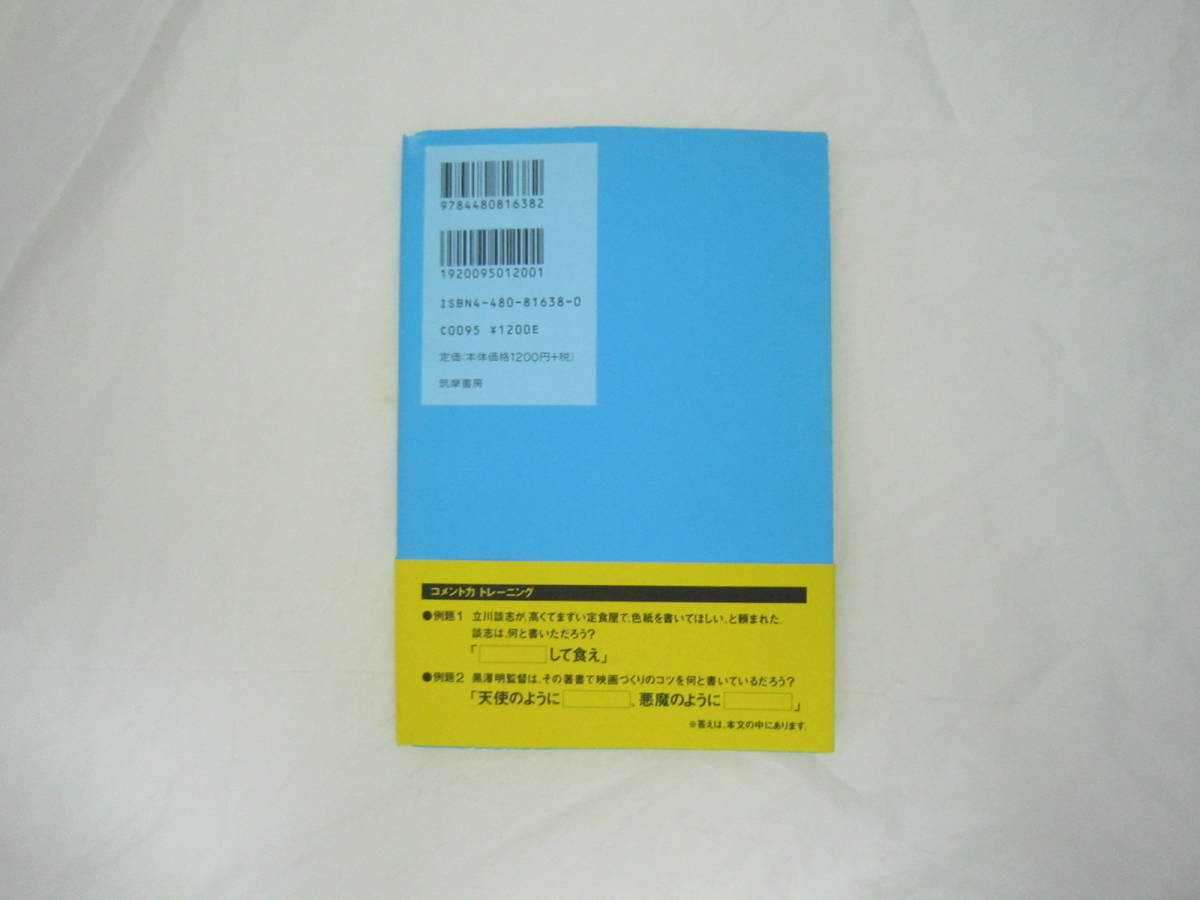 9784480816382
1920095012001
ISBN4-480-81638-0
C0095 ¥1200E
定価(本体価格1200円+税)
筑摩書房
コメント力 トレーニング
●例題1 立川談志が、高くてまずい定食屋で、色紙を書いてほしい、と頼まれた。
談志は、何と書いただろう?
「 して食え」
●例題2 黒澤明監督は、その著書で映画づくりのコツを何と書いているだろう?
「天使のように 、悪魔のように 」
※答えは、本文の中にあります。